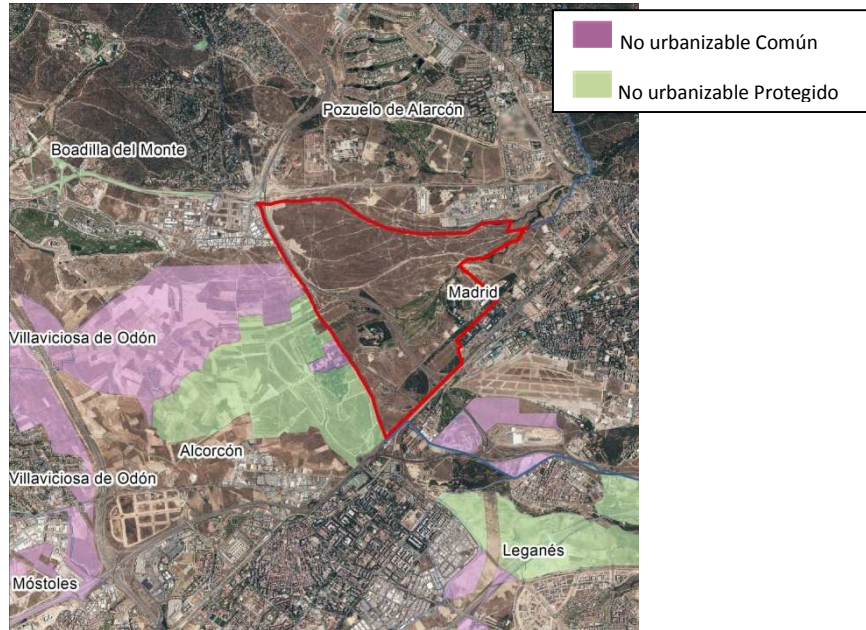 No urbanizable Común
No urbanizable Protegido
Pozuelo de Alarcón
Boadilla del Monte
Madrid
Villaviciosa de Odón
Alcorcón
Villaviciosa de Odón
Leganés
Móstoles